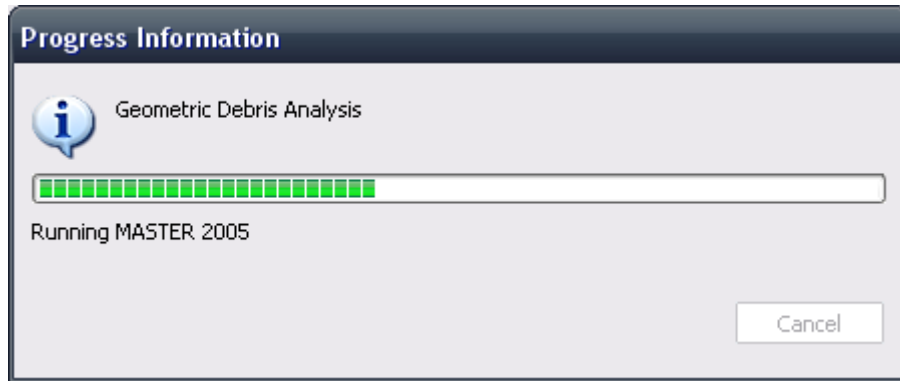 Progress Information
Geometric Debris Analysis
Running MASTER 2005
Cancel